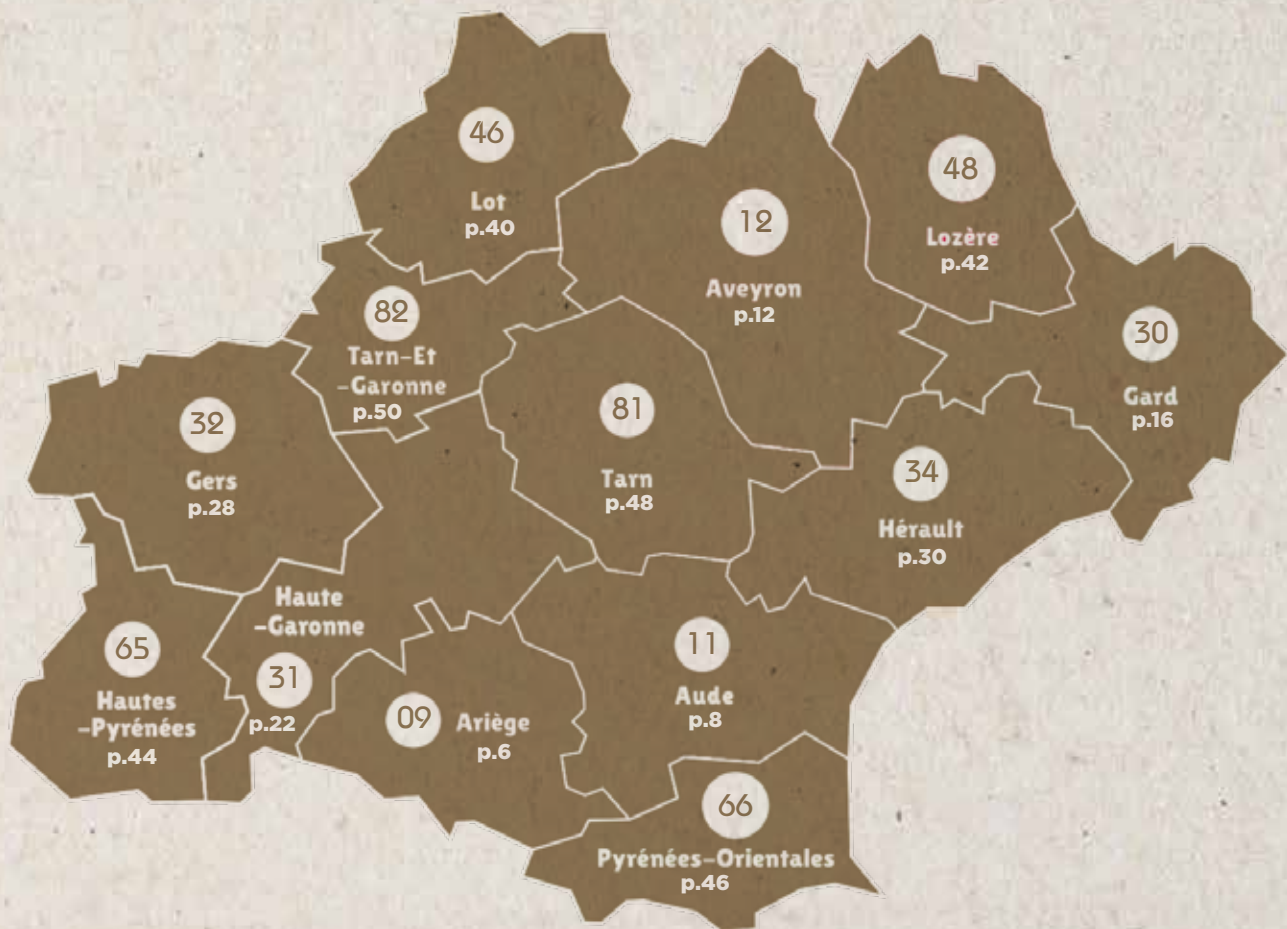 46
Lot
p.40
48
Lozère
p.42
12
Aveyron
p.12
82
Tarn-Et
-Garonne
p.50
30
Gard
p.16
32
Gers
p.28
81
Tarn
p.48
34
Hérault
p.30
Haute
-Garonne
31
p.22
65
Hautes
-Pyrénées
p.44
09
Ariège
p.6
11
Aude
p.8
66
Pyrénées-Orientales
p.46